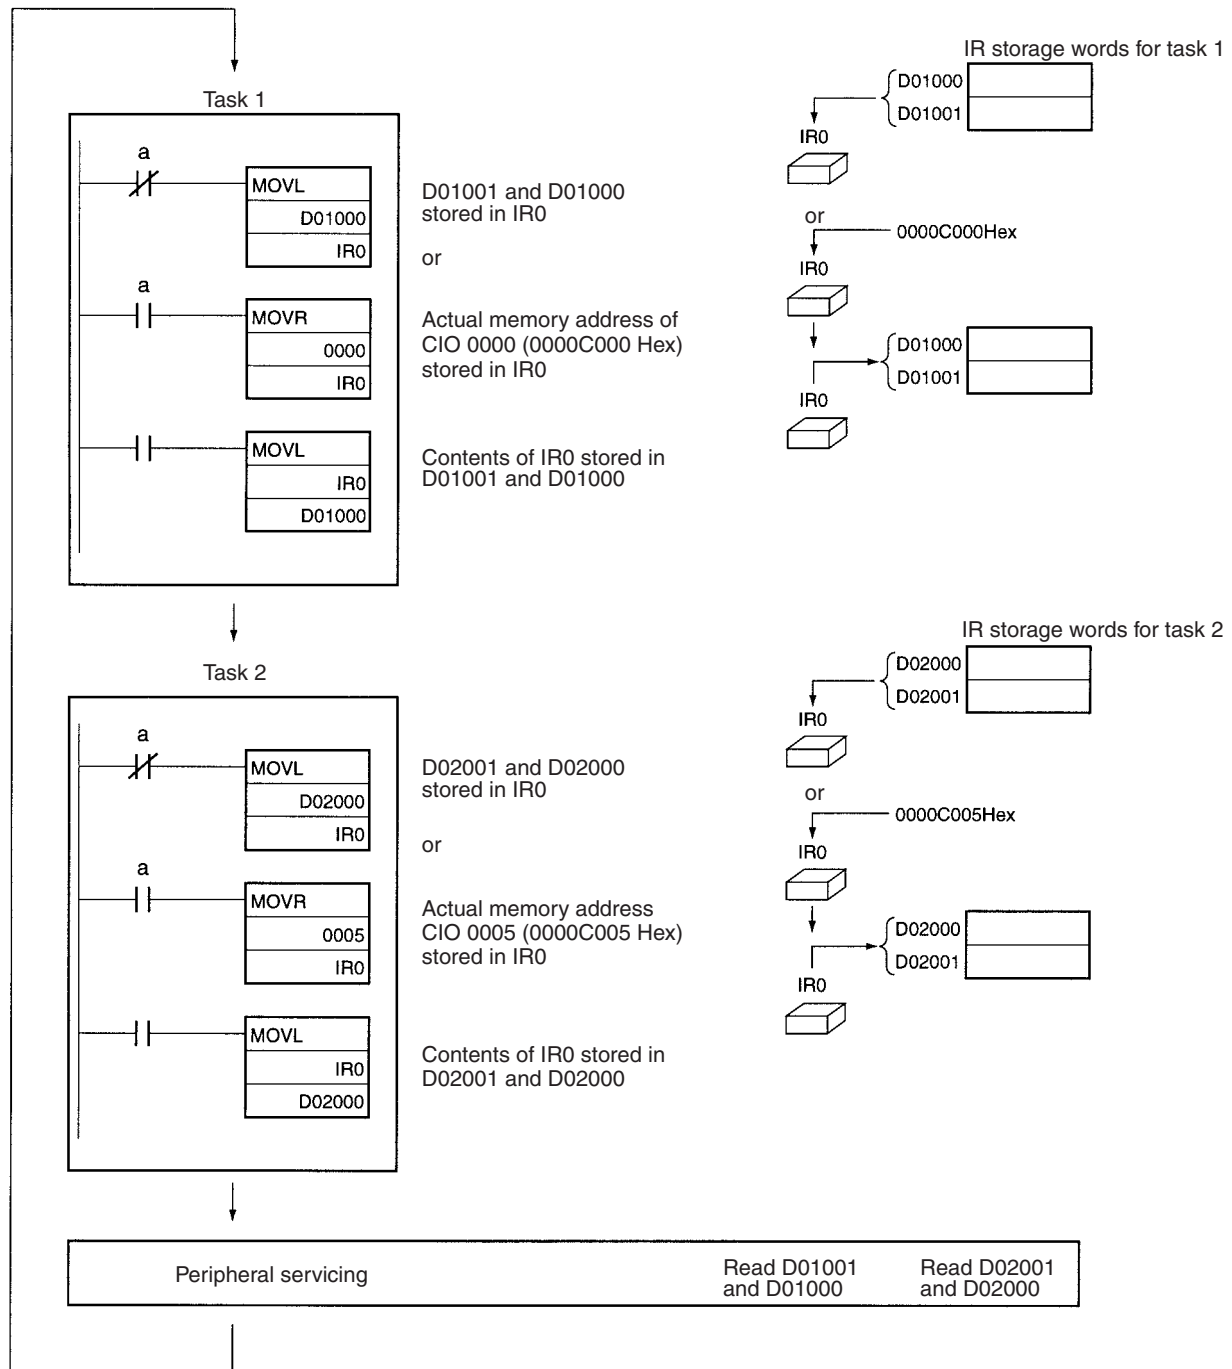 IR storage words for task 1
Task 1
D01000
D01001
IR0
a
MOVL
D01000
IR0
D01001 and D01000
stored in IR0
or
or
0000C000Hex
IR0
a
MOVR
0000
IR0
Actual memory address of
CIO 0000 (0000C000 Hex)
stored in IR0
D01000
D01001
IR0
MOVL
IR0
D01000
Contents of IR0 stored in
D01001 and D01000
IR storage words for task 2
Task 2
D02000
D02001
IR0
a
MOVL
D02000
IR0
D02001 and D02000
stored in IR0
or
or
0000C005Hex
IR0
a
MOVR
0005
IR0
Actual memory address
CIO 0005 (0000C005 Hex)
stored in IR0
D02000
D02001
IR0
MOVL
IR0
D02000
Contents of IR0 stored in
D02001 and D02000
Peripheral servicing
Read D01001
and D01000
Read D02001
and D02000